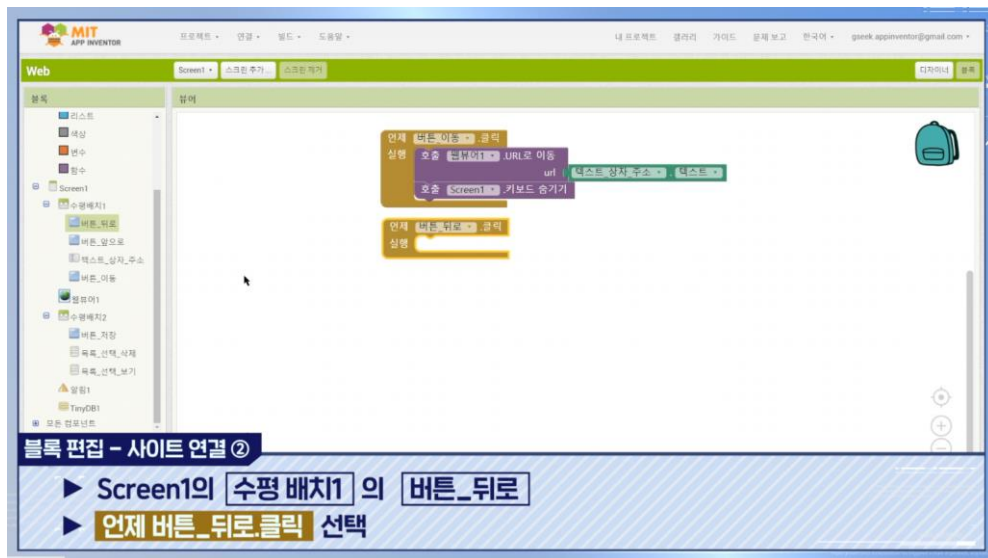 MIT
APP INVENTOR
프로젝트 연결 빌드 도움말
내 프로젝트 갤러리 가이드 문제 보고 한국어 gseek.appinventor@gmail.com
Web
Screen1 스크린 추가... 스크린 제거
디자이너 블록
블록
뷰어
리스트
색상
변수
함수
Screen1
수평배치1
버튼_뒤로
버튼_앞으로
텍스트_상자_주소
버튼_이동
웹뷰어1
수평배치2
버튼_저장
목록_선택_삭제
목록_선택_보기
알림1
TinyDB1
모든 컴포넌트
언제 버튼_이동 .클릭
실행 호출 웹뷰어1 .URL로 이동
url 텍스트_상자_주소 . 텍스트
호출 Screen1 .키보드 숨기기
언제 버튼_뒤로 .클릭
실행
블록 편집 – 사이트 연결 ②
▶ Screen1의 수평 배치1 의 버튼_뒤로
▶ 언제 버튼_뒤로.클릭 선택